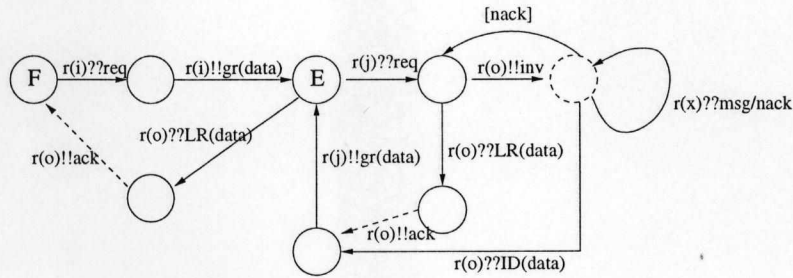 [nack]
F
r(i)??req
r(i)!!gr(data)
E
r(j)??req
r(o)!!inv
r(x)??msg/nack
r(o)??LR(data)
r(o)!!ack
r(j)!!gr(data)
r(o)??LR(data)
r(o)!!ack
r(o)??ID(data)